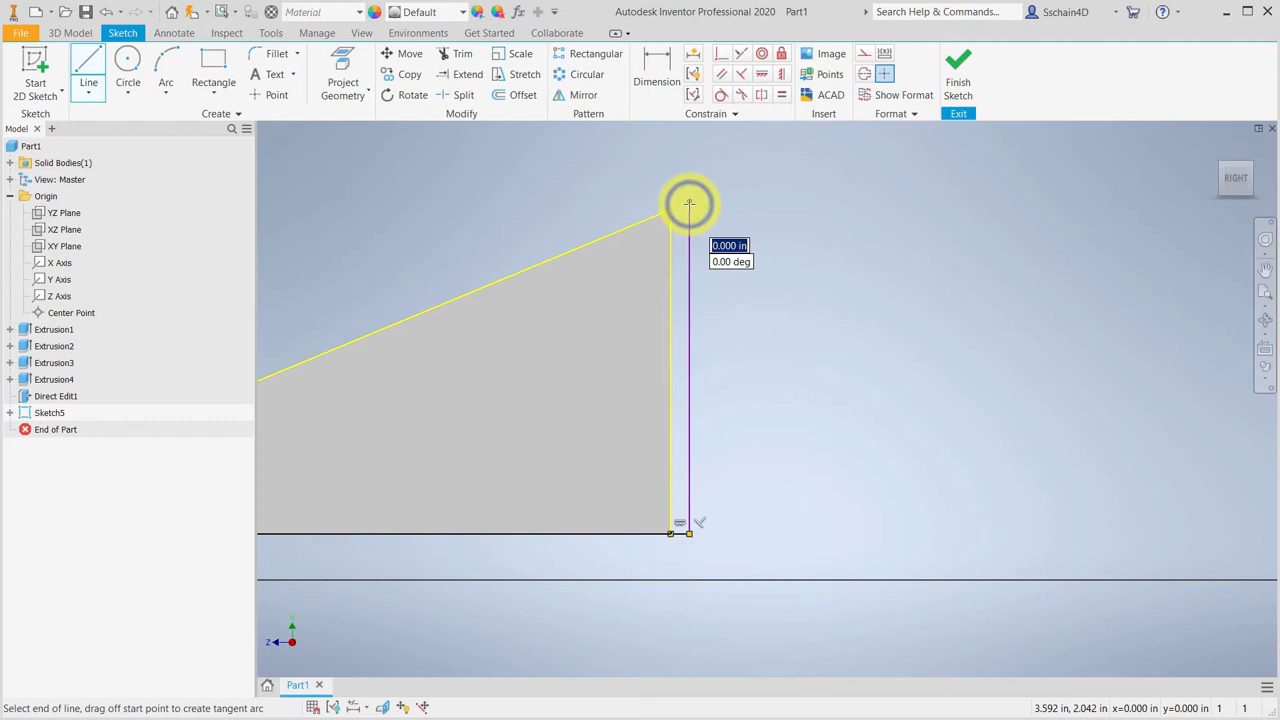 Material
Default
Autodesk Inventor Professional 2020 Part1
Search Help & Commands...
Sschain4D
PRO
File
3D Model
Sketch
Annotate
Inspect
Tools
Manage
View
Environments
Get Started
Collaborate
Start
2D Sketch
Line
Circle
Arc
Rectangle
Fillet
Text
Point
Project
Geometry
Move
Copy
Rotate
Trim
Extend
Split
Scale
Stretch
Offset
Rectangular
Circular
Mirror
Dimension
Image
Points
ACAD
Show Format
Finish
Sketch
Sketch
Create
Modify
Pattern
Constrain
Insert
Format
Exit
Model
Part1
Solid Bodies(1)
View: Master
Origin
YZ Plane
XZ Plane
XY Plane
X Axis
Y Axis
Z Axis
Center Point
Extrusion1
Extrusion2
Extrusion3
Extrusion4
Direct Edit1
Sketch5
End of Part
RIGHT
0.000 in
0.00 deg
Z
Part1
Select end of line, drag off start point to create tangent arc
3.592 in, 2.042 in
x=0.000 in
y=0.000 in
1
1